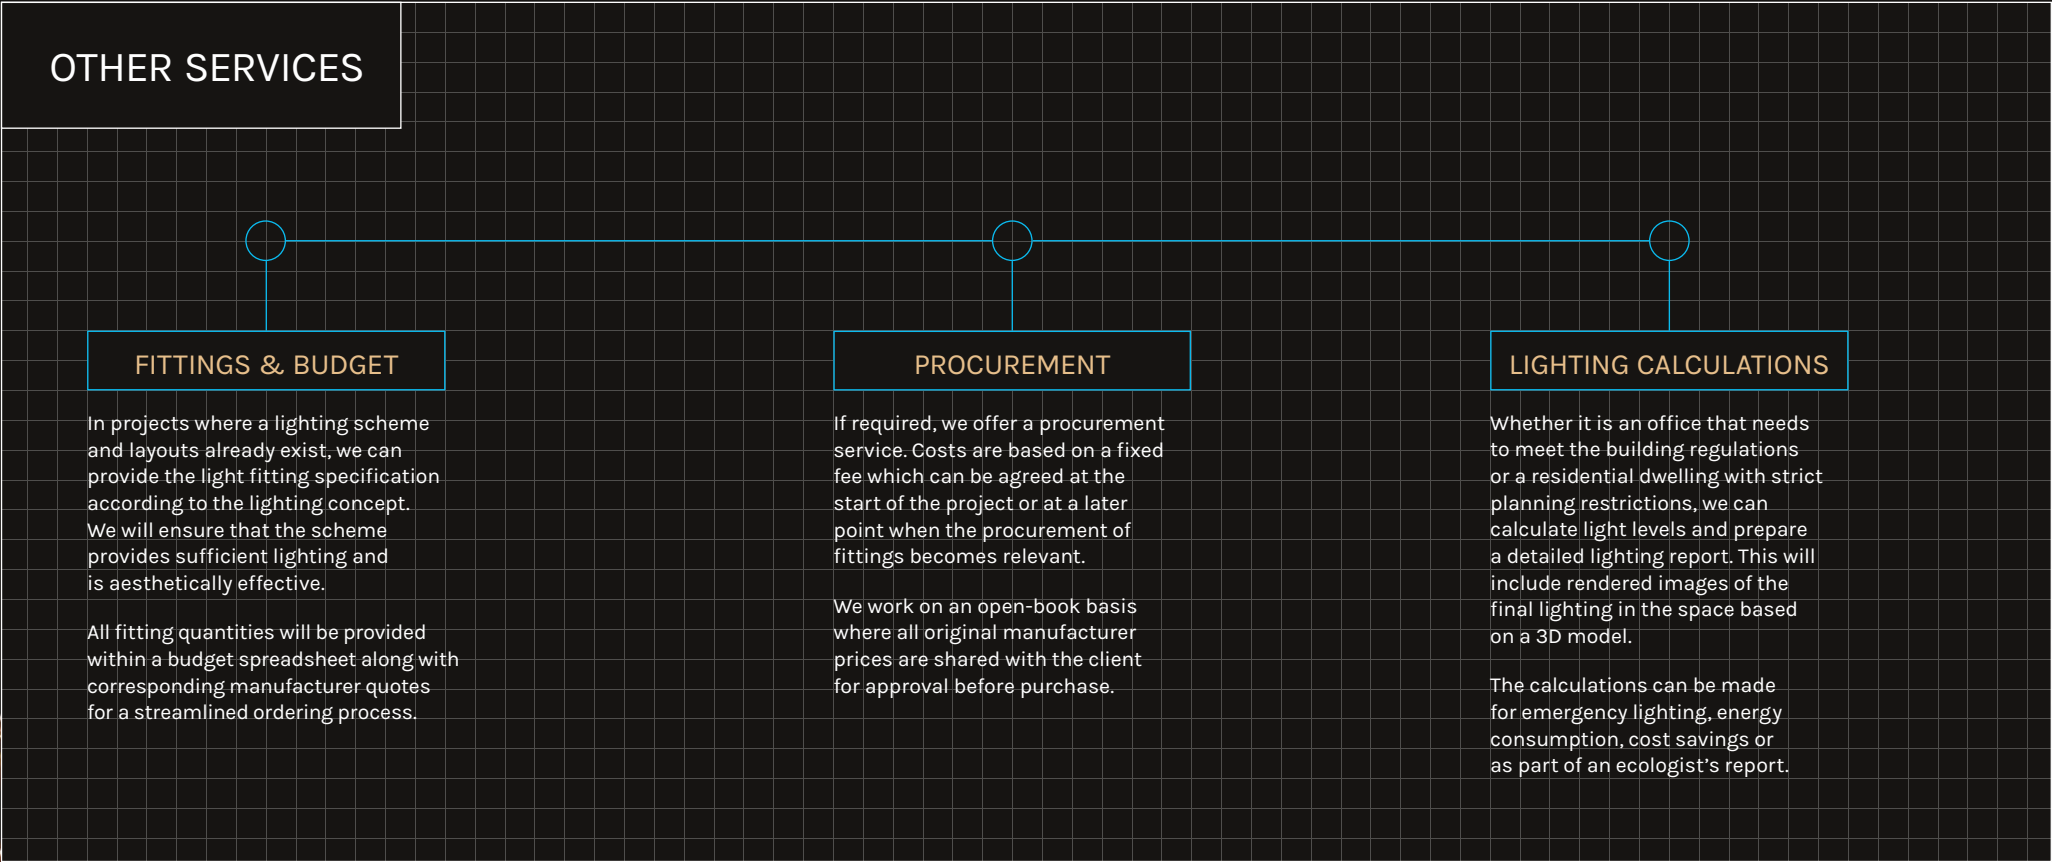 OTHER SERVICES
FITTINGS & BUDGET
In projects where a lighting scheme
and layouts already exist, we can
provide the light fitting specification
according to the lighting concept.
We will ensure that the scheme
provides sufficient lighting and
is aesthetically effective.
All fitting quantities will be provided
within a budget spreadsheet along with
corresponding manufacturer quotes
for a streamlined ordering process.
PROCUREMENT
If required, we offer a procurement
service. Costs are based on a fixed
fee which can be agreed at the
start of the project or at a later
point when the procurement of
fittings becomes relevant.
We work on an open-book basis
where all original manufacturer
prices are shared with the client
for approval before purchase.
LIGHTING CALCULATIONS
Whether it is an office that needs
to meet the building regulations
or a residential dwelling with strict
planning restrictions, we can
calculate light levels and prepare
a detailed lighting report. This will
include rendered images of the
final lighting in the space based
on a 3D model.
The calculations can be made
for emergency lighting, energy
consumption, cost savings or
as part of an ecologist’s report.